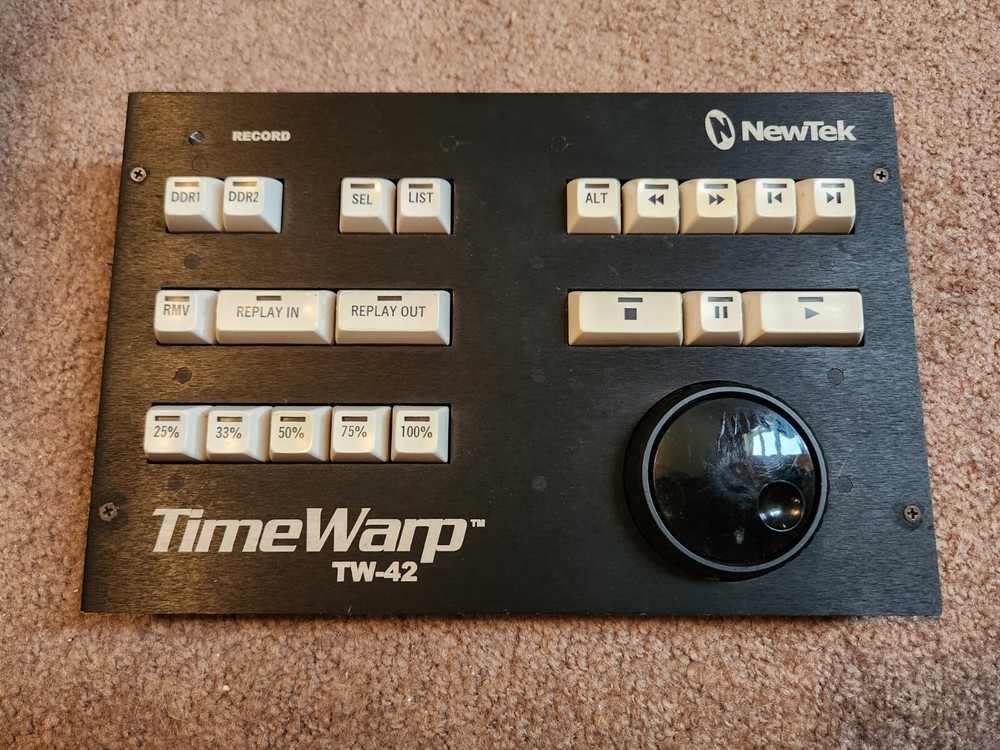 RECORD
NewTek
DDR1 DDR2 SEL LIST ALT
RMV REPLAY IN REPLAY OUT
25% 33% 50% 75% 100%
TimeWarp™
TW-42